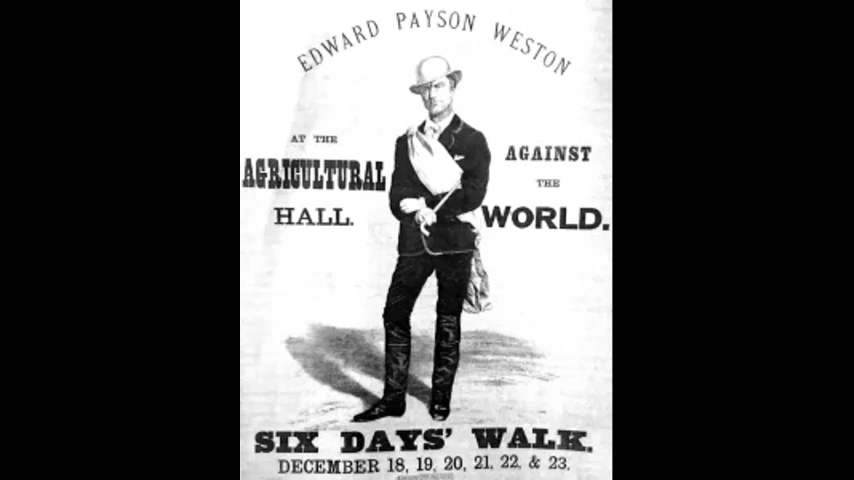 EDWARD PAYSON WESTON
AT THE
AGRICULTURAL
HALL.
AGAINST
THE
WORLD.
SIX DAYS' WALK.
DECEMBER 18, 19, 20, 21, 22, & 23.